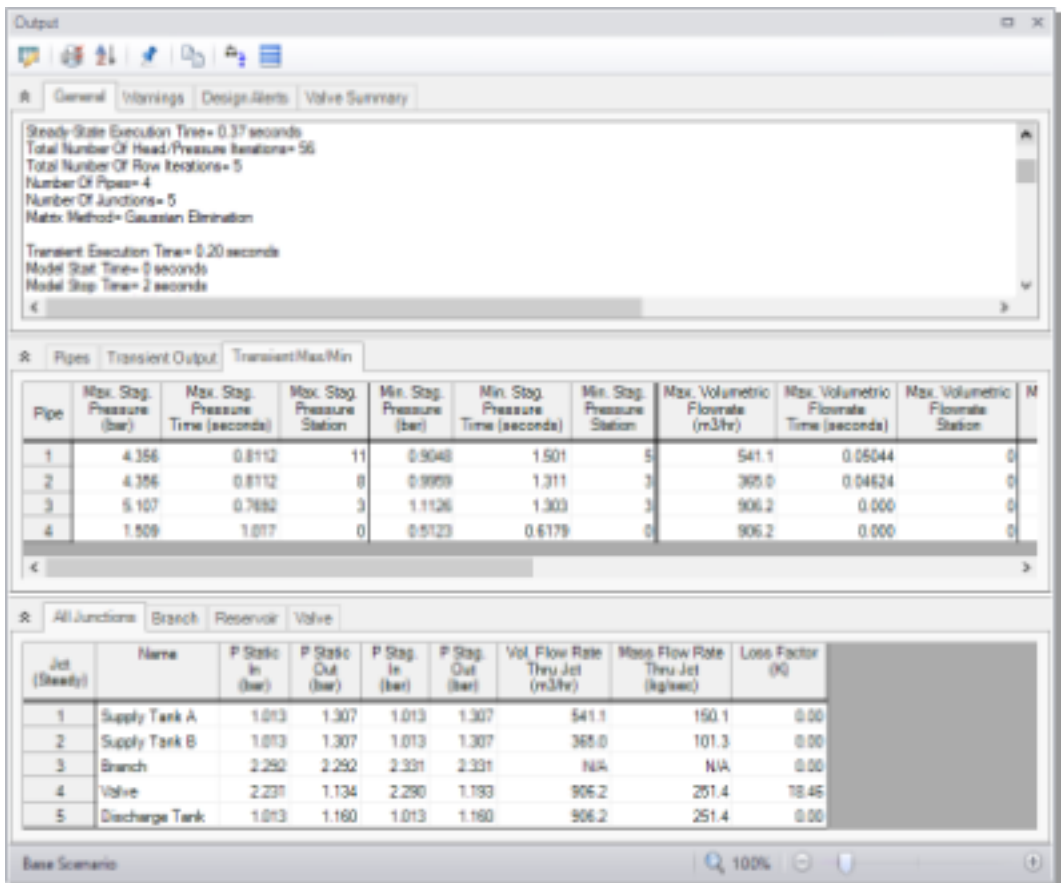 Output
General Warnings Design Alerts Valve Summary
Steady-State Execution Time= 0.37 seconds
Total Number Of Head/Pressure Iterations= 56
Total Number Of Flow Iterations= 5
Number Of Pipes= 4
Number Of Junctions= 5
Matrix Method= Gaussian Elimination
Transient Execution Time= 0.20 seconds
Model Start Time= 0 seconds
Model Stop Time= 2 seconds
Pipes Transient Output Transient Max/Min
Pipe Max. Stag. Pressure (bar) Max. Stag. Pressure Time (seconds) Max. Stag. Pressure Station Min. Stag. Pressure (bar) Min. Stag. Pressure Time (seconds) Min. Stag. Pressure Station Max. Volumetric Flowrate (m3/hr) Max. Volumetric Flowrate Time (seconds) Max. Volumetric Flowrate Station M
1 4.356 0.8112 11 0.9048 1.501 5 541.1 0.05044 0
2 4.356 0.8112 8 0.9959 1.311 3 365.0 0.04624 0
3 5.107 0.7692 3 1.1126 1.303 3 906.2 0.000 0
4 1.509 1.017 0 0.5123 0.6179 0 906.2 0.000 0
All Junctions Branch Reservoir Valve
Jct (Steady) Name P Static In (bar) P Static Out (bar) P Stag. In (bar) P Stag. Out (bar) Vol. Flow Rate Thru Jct (m3/hr) Mass Flow Rate Thru Jct (kg/sec) Loss Factor (K)
1 Supply Tank A 1.013 1.307 1.013 1.307 541.1 150.1 0.00
2 Supply Tank B 1.013 1.307 1.013 1.307 365.0 101.3 0.00
3 Branch 2.292 2.292 2.331 2.331 N/A N/A 0.00
4 Valve 2.231 1.134 2.290 1.193 906.2 251.4 18.46
5 Discharge Tank 1.013 1.160 1.013 1.160 906.2 251.4 0.00
Base Scenario 100%